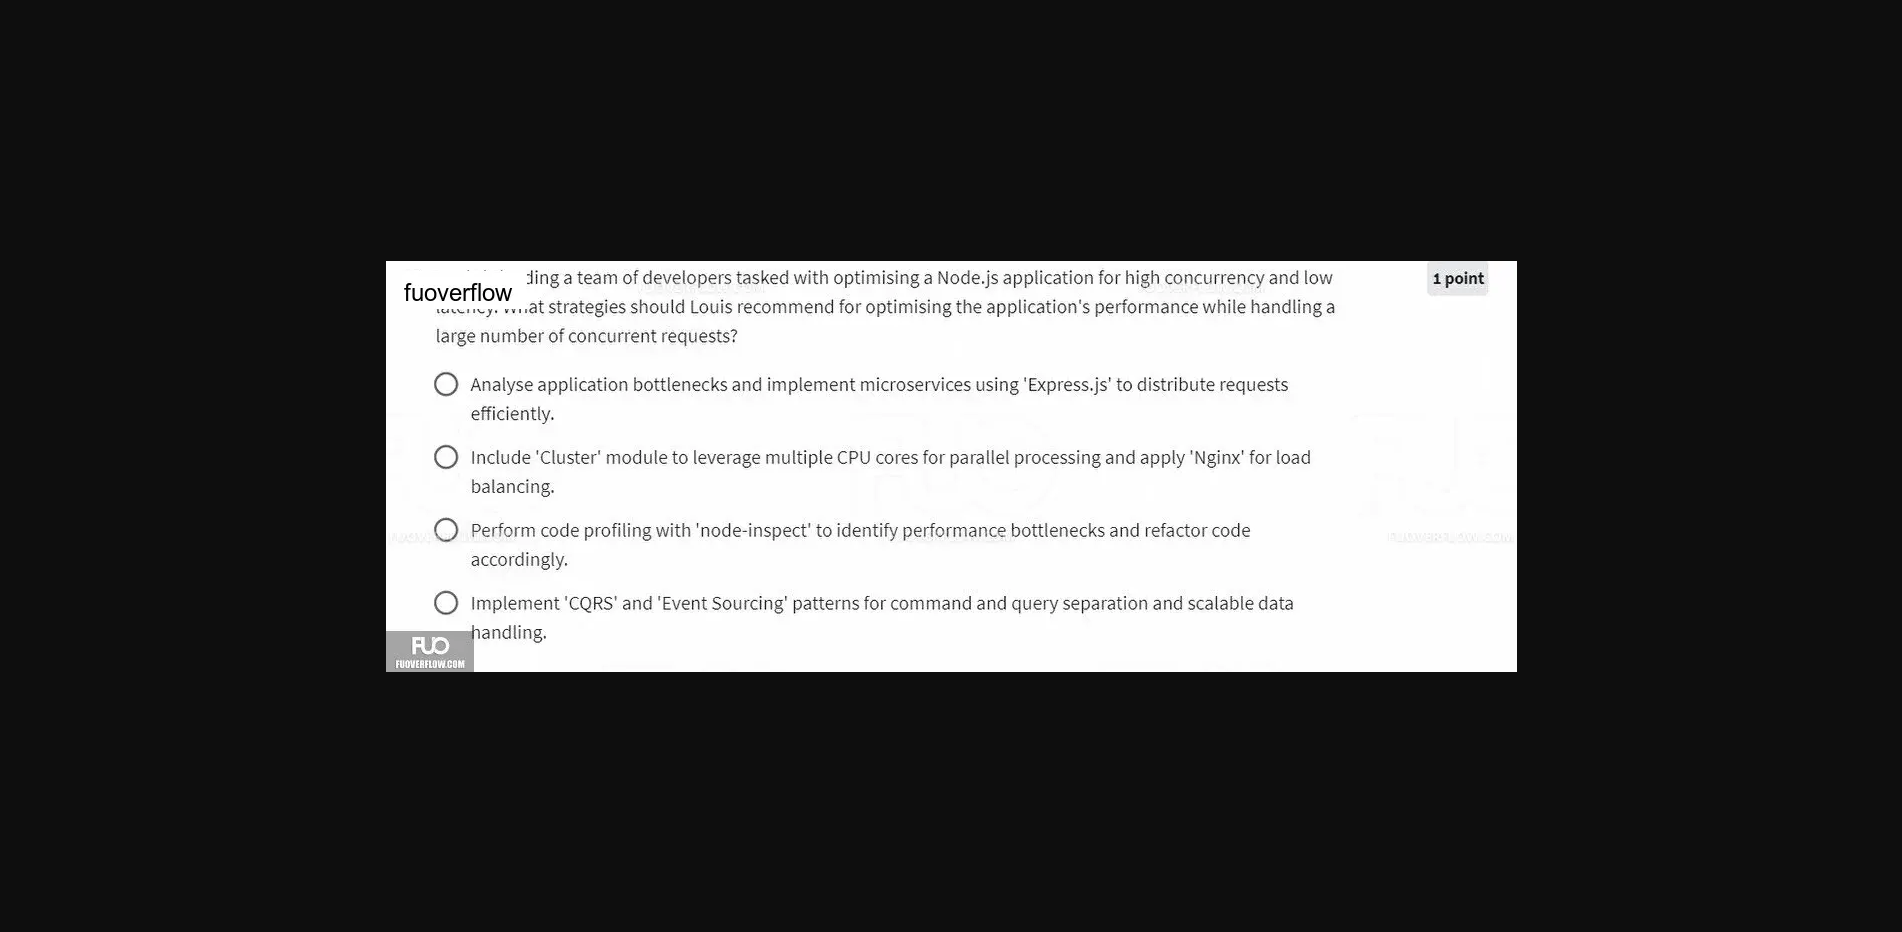 ding a team of developers tasked with optimising a Node.js application for high concurrency and low
1 point
fuoverflow
at strategies should Louis recommend for optimising the application's performance while handling a
large number of concurrent requests?
Analyse application bottlenecks and implement microservices using 'Express.js' to distribute requests
efficiently.
Include 'Cluster' module to leverage multiple CPU cores for parallel processing and apply 'Nginx' for load
balancing.
Perform code profiling with 'node-inspect' to identify performance bottlenecks and refactor code
accordingly.
FUOVERFLOW.COM
Implement 'CQRS' and 'Event Sourcing' patterns for command and query separation and scalable data
handling.
FUO
FUOVERFLOW.COM